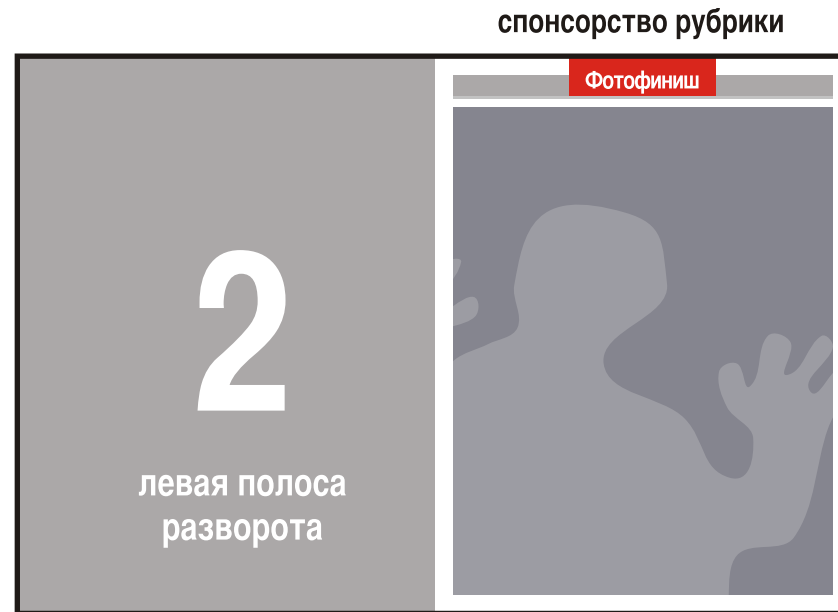 спонсорство рубрики
Фотофиниш
2
левая полоса
разворота